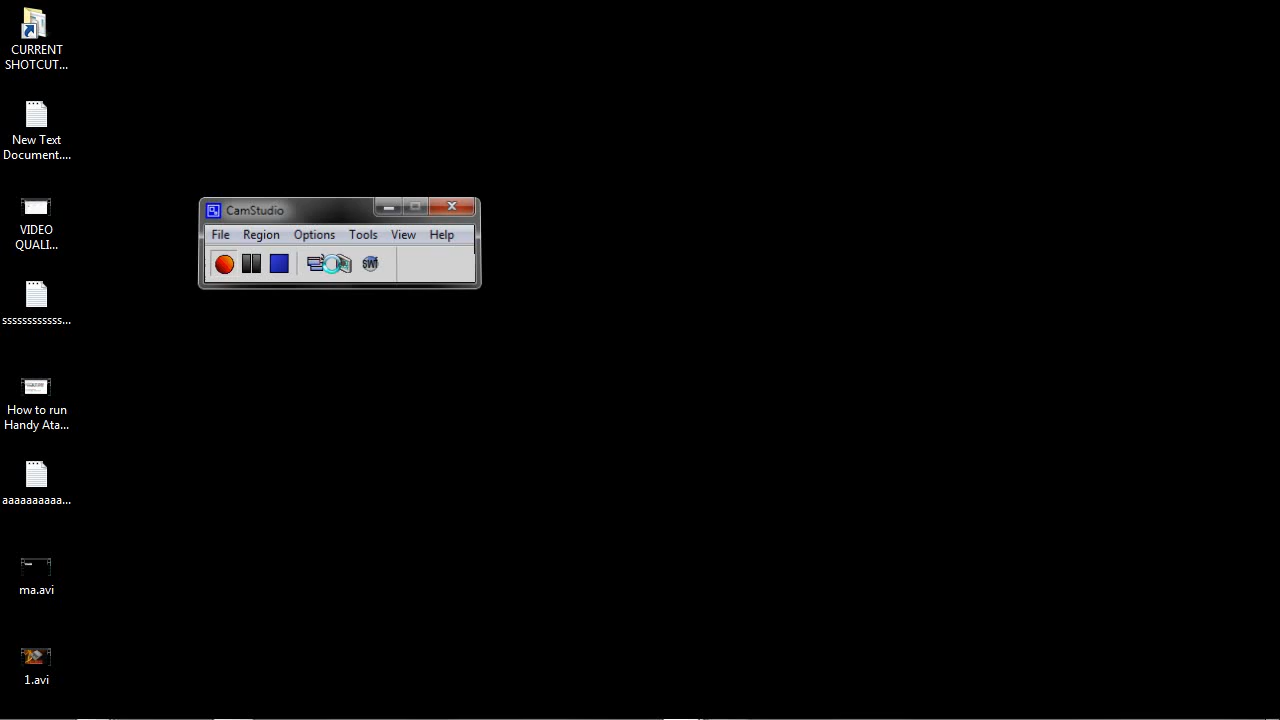 CURRENT
SHOTCUT...
New Text
Document....
VIDEO
QUALI...
ssssssssssss...
How to run
Handy Ata...
aaaaaaaaaa...
ma.avi
1.avi
CamStudio
File Region Options Tools View Help
SWF